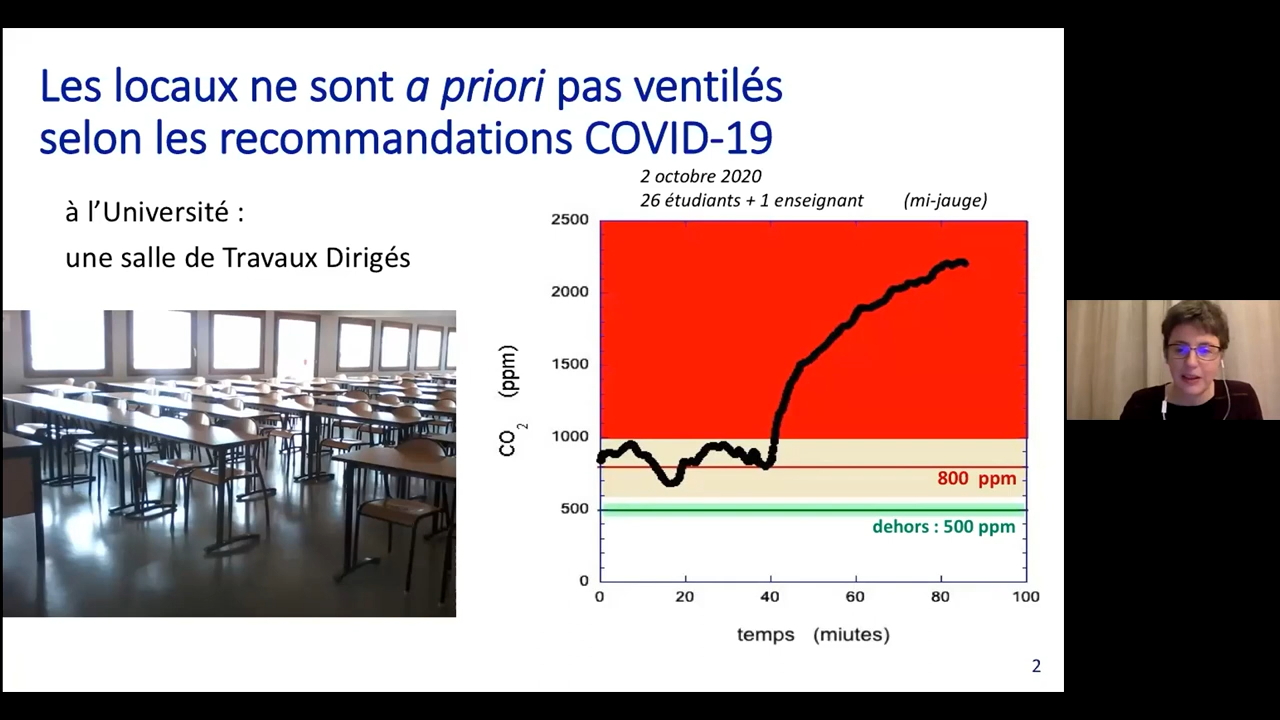 Les locaux ne sont a priori pas ventilés
selon les recommandations COVID-19
à l’Université :
une salle de Travaux Dirigés
2 octobre 2020
26 étudiants + 1 enseignant (mi-jauge)
2500
2000
1500
1000
500
0
CO2 (ppm)
800 ppm
dehors : 500 ppm
0 20 40 60 80 100
temps (miutes)
2